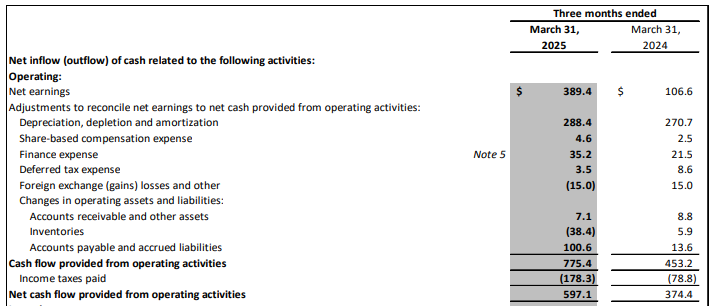 Three months ended
March 31, March 31,
2025 2024
Net inflow (outflow) of cash related to the following activities:
Operating:
Net earnings $ 389.4 $ 106.6
Adjustments to reconcile net earnings to net cash provided from operating activities:
Depreciation, depletion and amortization 288.4 270.7
Share-based compensation expense 4.6 2.5
Finance expense Note 5 35.2 21.5
Deferred tax expense 3.5 8.6
Foreign exchange (gains) losses and other (15.0) 15.0
Changes in operating assets and liabilities:
Accounts receivable and other assets 7.1 8.8
Inventories (38.4) 5.9
Accounts payable and accrued liabilities 100.6 13.6
Cash flow provided from operating activities 775.4 453.2
Income taxes paid (178.3) (78.8)
Net cash flow provided from operating activities 597.1 374.4